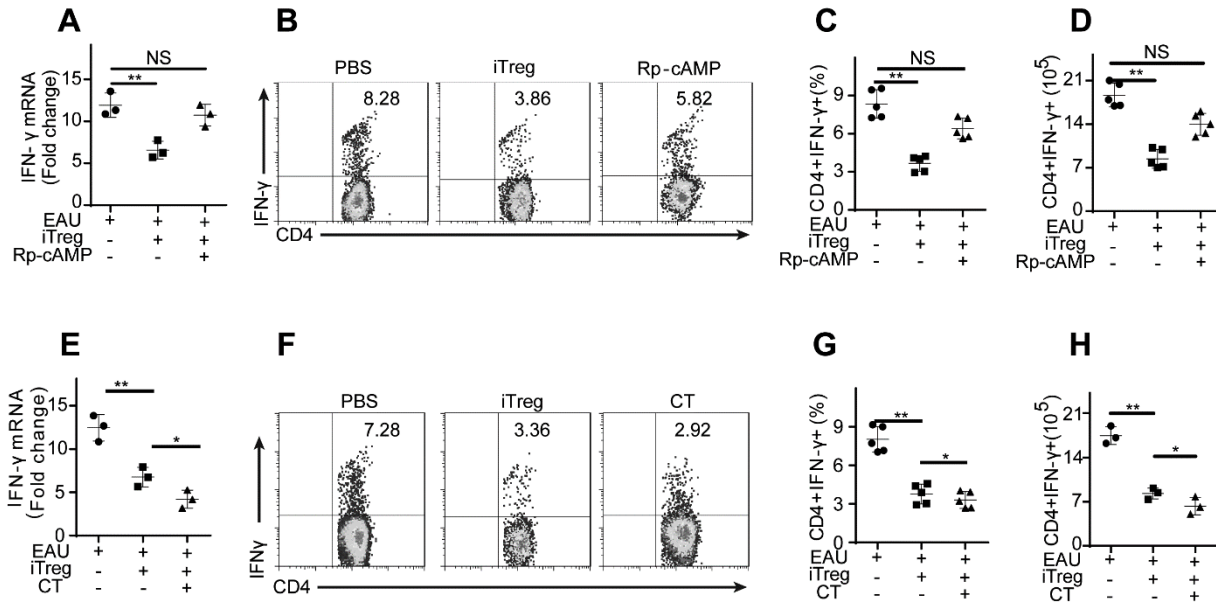 A
IFN- γ mRNA
(Fold change)
15
10
5
0
NS
**
EAU + + +
iTreg - + +
Rp-cAMP - - +
B
PBS
iTreg
Rp-cAMP
8.28
3.86
5.82
IFN-γ
CD4
C
CD4+IFN-γ+(%)
9
6
3
0
NS
**
EAU + + +
iTreg - + +
Rp-cAMP - - +
D
CD4+IFN-γ+ (10⁵)
21
14
7
0
NS
**
EAU + + +
iTreg - + +
Rp-cAMP - - +
E
IFN-γ mRNA
(Fold change)
15
10
5
0
**
*
EAU + + +
iTreg - + +
CT - - +
F
PBS
iTreg
CT
7.28
3.36
2.92
IFNγ
CD4
G
CD4+IFN-γ+ (%)
9
6
3
0
**
*
EAU + + +
iTreg - + +
CT - - +
H
CD4+IFN-γ+(10⁵)
21
14
7
0
**
*
EAU + + +
iTreg - + +
CT - - +